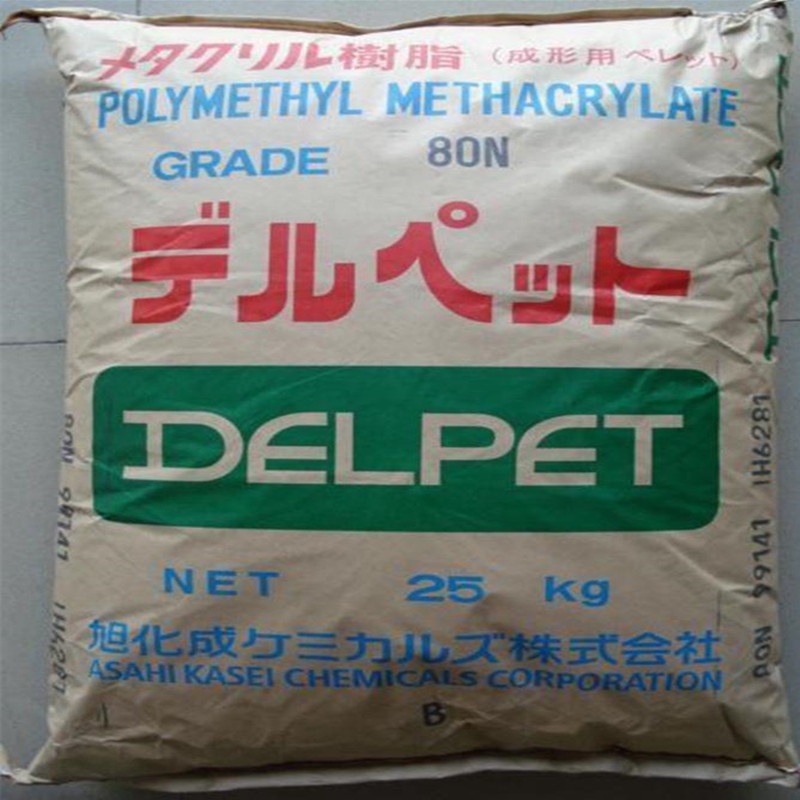 メタクリル樹脂(成形用ペレット)
POLYMETHYL METHACRYLATE
GRADE 80N
デルペット
DELPET
NET 25 kg
旭化成ケミカルズ株式会社
ASAHI KASEI CHEMICALS CORPORATION
B
99141 1H6281